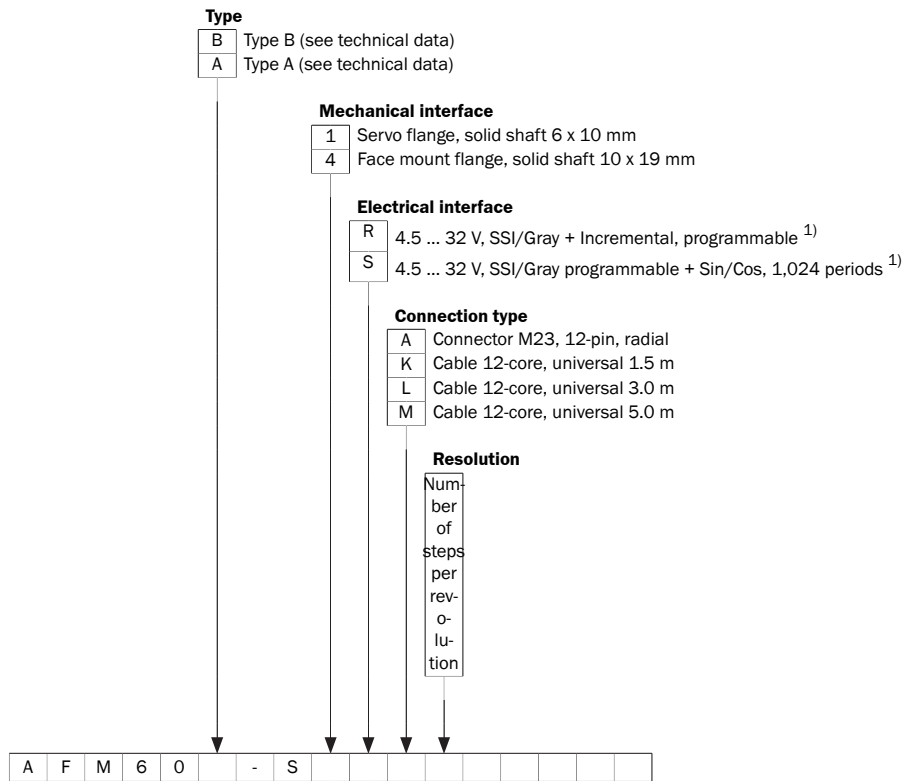 Type
B Type B (see technical data)
A Type A (see technical data)
Mechanical interface
1 Servo flange, solid shaft 6 x 10 mm
4 Face mount flange, solid shaft 10 x 19 mm
Electrical interface
R 4.5 ... 32 V, SSI/Gray + Incremental, programmable 1)
S 4.5 ... 32 V, SSI/Gray programmable + Sin/Cos, 1,024 periods 1)
Connection type
A Connector M23, 12-pin, radial
K Cable 12-core, universal 1.5 m
L Cable 12-core, universal 3.0 m
M Cable 12-core, universal 5.0 m
Resolution
Num-
ber
of
steps
per
rev-
o-
lu-
tion
A F M 6 0 - S